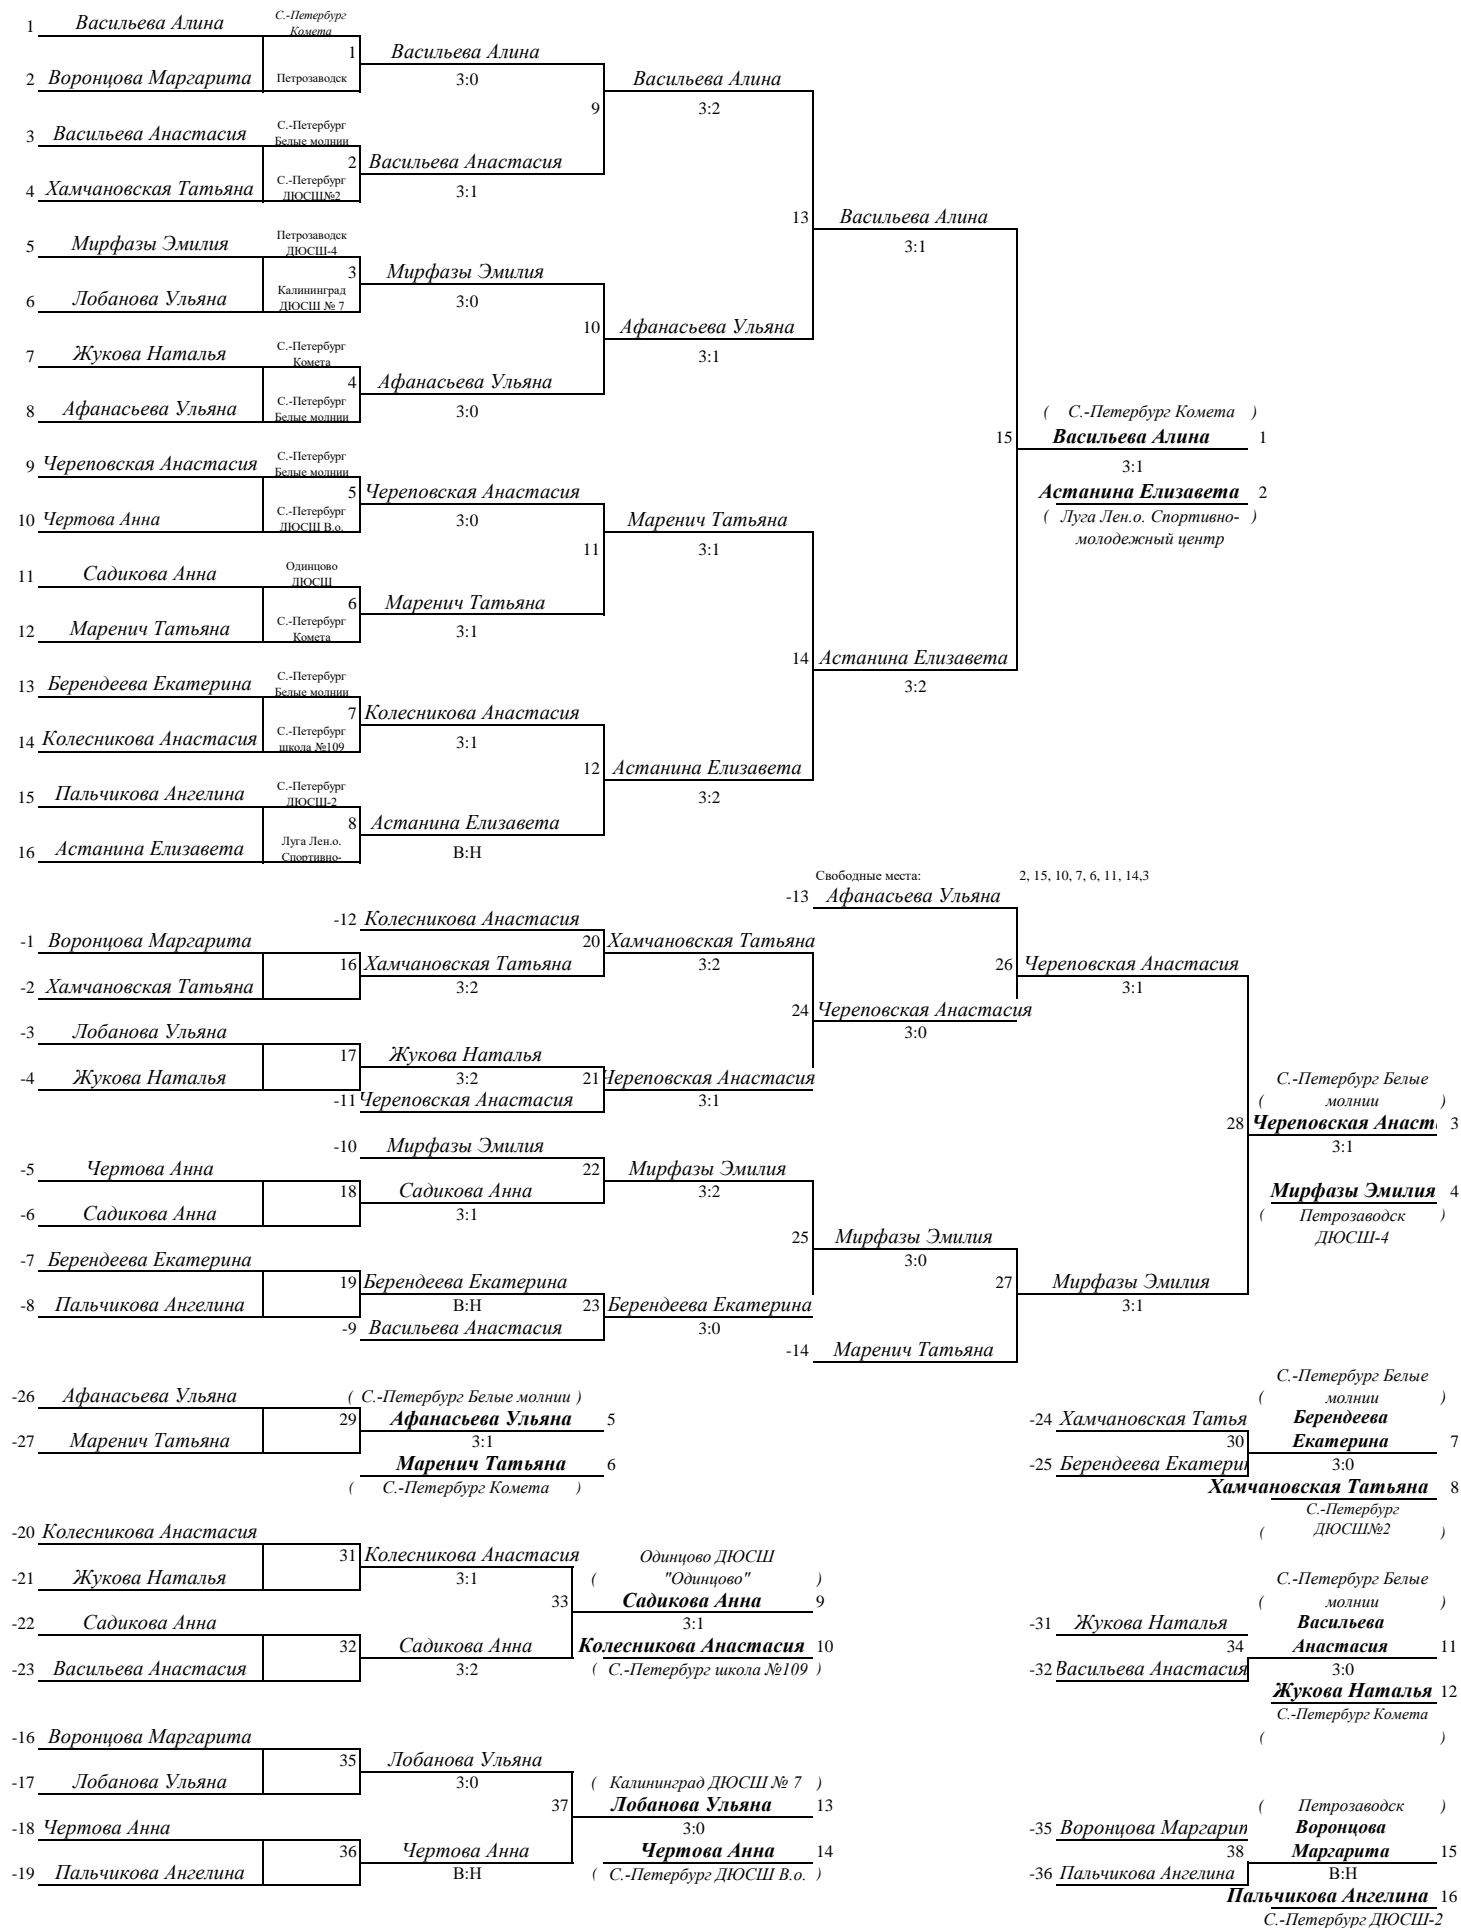 1 Васильева Алина С.-Петербург
Комета
1 Васильева Алина
2 Воронцова Маргарита Петрозаводск 3:0 Васильева Алина
9 3:2
3 Васильева Анастасия С.-Петербург
Белые молнии
2 Васильева Анастасия
4 Хамчановская Татьяна С.-Петербург
ДЮСШ№2 3:1
13 Васильева Алина
5 Мирфазы Эмилия Петрозаводск
ДЮСШ-4 3:1
3 Мирфазы Эмилия
6 Лобанова Ульяна Калининград
ДЮСШ № 7 3:0
10 Афанасьева Ульяна
7 Жукова Наталья С.-Петербург 3:1
Комета
4 Афанасьева Ульяна
8 Афанасьева Ульяна С.-Петербург 3:0 ( С.-Петербург Комета )
Белые молнии
15 Васильева Алина 1
9 Череповская Анастасия С.-Петербург 3:1
Белые молнии
5 Череповская Анастасия Астанина Елизавета 2
10 Чертова Анна С.-Петербург 3:0 Маренич Татьяна ( Луга Лен.о. Спортивно- )
ДЮСШ В.о. молодежный центр
11 3:1
11 Садикова Анна Одинцово
ДЮСШ
6 Маренич Татьяна
12 Маренич Татьяна С.-Петербург
Комета 3:1
14 Астанина Елизавета
13 Берендеева Екатерина С.-Петербург
Белые молнии 3:2
7 Колесникова Анастасия
14 Колесникова Анастасия С.-Петербург
школа №109 3:1
12 Астанина Елизавета
15 Пальчикова Ангелина С.-Петербург 3:2
ДЮСШ-2
8 Астанина Елизавета
16 Астанина Елизавета Луга Лен.о.
Спортивно- В:Н
Свободные места: 2, 15, 10, 7, 6, 11, 14,3
-13 Афанасьева Ульяна
-12 Колесникова Анастасия
-1 Воронцова Маргарита 20 Хамчановская Татьяна
16 Хамчановская Татьяна 3:2 26 Череповская Анастасия
-2 Хамчановская Татьяна 3:2 3:1
24 Череповская Анастасия
-3 Лобанова Ульяна 3:0
17 Жукова Наталья
-4 Жукова Наталья 3:2 21 Череповская Анастасия С.-Петербург Белые
-11 Череповская Анастасия 3:1 ( молнии )
28 Череповская Анаст 3
-10 Мирфазы Эмилия 3:1
-5 Чертова Анна 22 Мирфазы Эмилия
18 Садикова Анна 3:2 Мирфазы Эмилия 4
-6 Садикова Анна 3:1 ( Петрозаводск )
25 Мирфазы Эмилия ДЮСШ-4
-7 Берендеева Екатерина 3:0
19 Берендеева Екатерина 27 Мирфазы Эмилия
-8 Пальчикова Ангелина В:Н 23 Берендеева Екатерина 3:1
-9 Васильева Анастасия 3:0
-14 Маренич Татьяна
С.-Петербург Белые
-26 Афанасьева Ульяна ( С.-Петербург Белые молнии ) ( молнии )
29 Афанасьева Ульяна 5 -24 Хамчановская Татья Берендеева
-27 Маренич Татьяна 3:1 30 Екатерина 7
Маренич Татьяна 6 -25 Берендеева Екатери 3:0
( С.-Петербург Комета ) Хамчановская Татьяна 8
С.-Петербург
-20 Колесникова Анастасия ( ДЮСШ№2 )
31 Колесникова Анастасия Одинцово ДЮСШ
-21 Жукова Наталья 3:1 ( "Одинцово" ) С.-Петербург Белые
33 Садикова Анна 9 ( молнии )
-22 Садикова Анна 3:1 -31 Жукова Наталья Васильева
32 Садикова Анна Колесникова Анастасия 10 34 Анастасия 11
-23 Васильева Анастасия 3:2 ( С.-Петербург школа №109 ) -32 Васильева Анастасия 3:0
Жукова Наталья 12
С.-Петербург Комета
-16 Воронцова Маргарита ( )
35 Лобанова Ульяна
-17 Лобанова Ульяна 3:0 ( Калининград ДЮСШ № 7 )
37 Лобанова Ульяна 13 ( Петрозаводск )
-18 Чертова Анна 3:0 -35 Воронцова Маргари Воронцова
36 Чертова Анна Чертова Анна 14 38 Маргарита 15
-19 Пальчикова Ангелина В:Н ( С.-Петербург ДЮСШ В.о. ) -36 Пальчикова Ангелина В:Н
Пальчикова Ангелина 16
С.-Петербург ДЮСШ-2